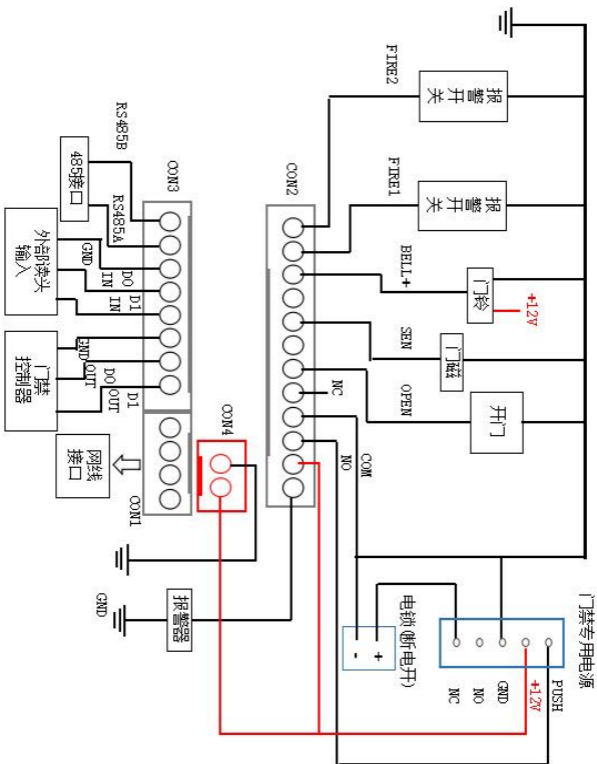 门禁专用电源
PUSH
+12V
GND
NO
NC
+12V
报警开关
报警开关
门铃
门磁
开门
电锁(断电开)
+
-
FIRE2
FIRE1
BELL+
SEN
OPEN
NC
COM
NO
CON2
CON4
报警器
GND
CON3
RS485B
RS485A
GND
D0 IN
D1 IN
GND
D0 OUT
D1 OUT
CON1
485接口
外部读头
输入
门禁
控制器
网线
接口